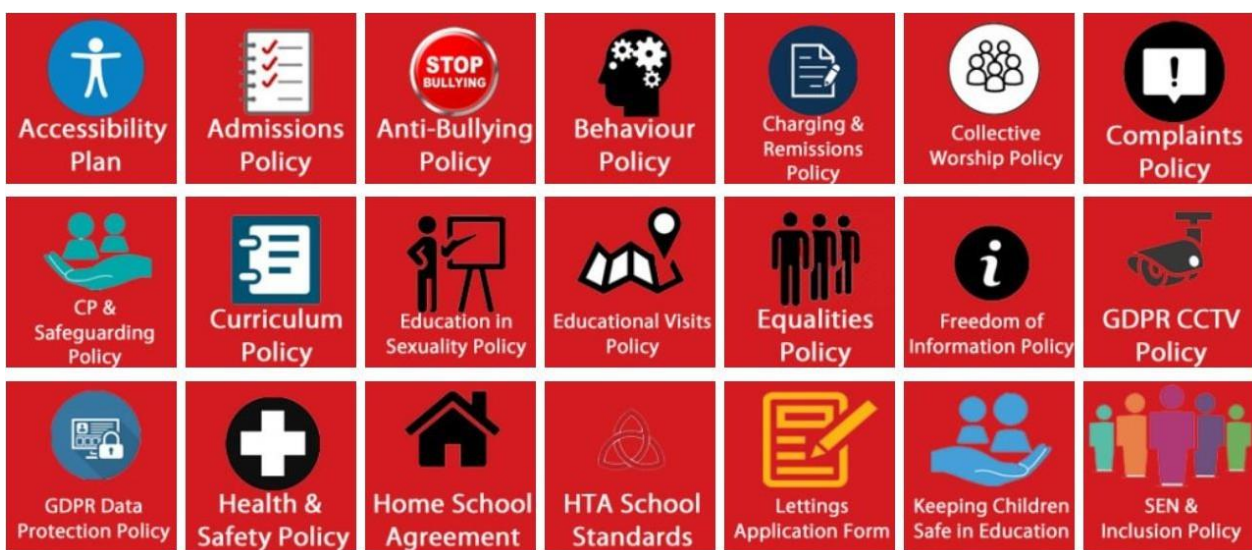 Accessibility
Plan
Admissions
Policy
STOP
BULLYING
Anti-Bullying
Policy
Behaviour
Policy
Charging &
Remissions
Policy
Collective
Worship Policy
!
Complaints
Policy
CP &
Safeguarding
Policy
Curriculum
Policy
Education in
Sexuality Policy
Educational Visits
Policy
Equalities
Policy
i
Freedom of
Information Policy
GDPR CCTV
Policy
GDPR Data
Protection Policy
Health &
Safety Policy
Home School
Agreement
HTA School
Standards
Lettings
Application Form
Keeping Children
Safe in Education
SEN &
Inclusion Policy